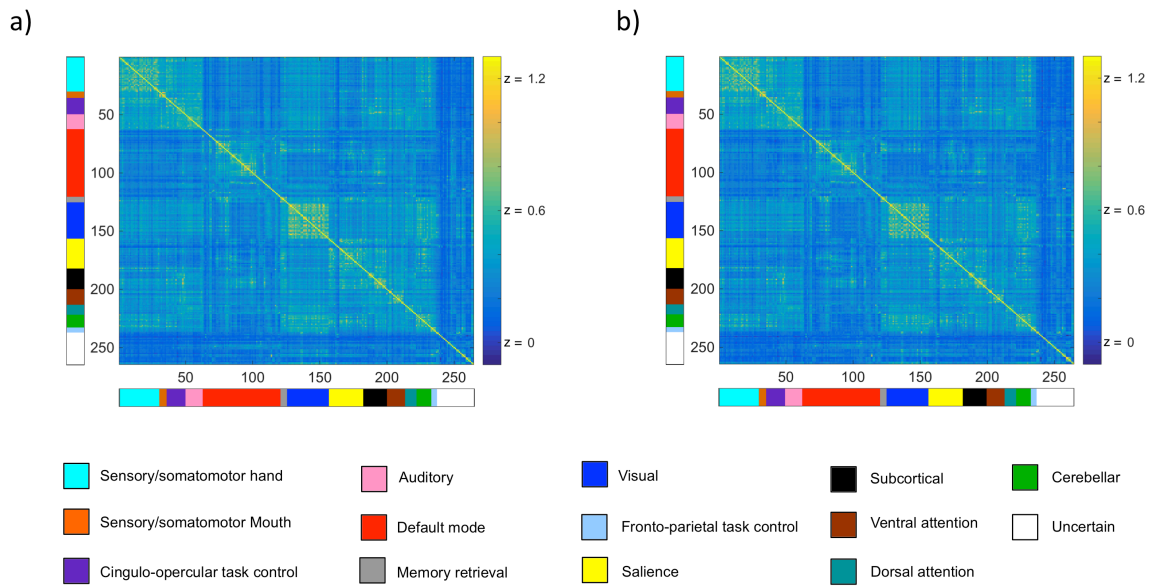 a)
b)
50
100
150
200
250
50
100
150
200
250
z = 1.2
z = 0.6
z = 0
50
100
150
200
250
50
100
150
200
250
z = 1.2
z = 0.6
z = 0
Sensory/somatomotor hand
Auditory
Visual
Subcortical
Cerebellar
Sensory/somatomotor Mouth
Default mode
Fronto-parietal task control
Ventral attention
Uncertain
Cingulo-opercular task control
Memory retrieval
Salience
Dorsal attention